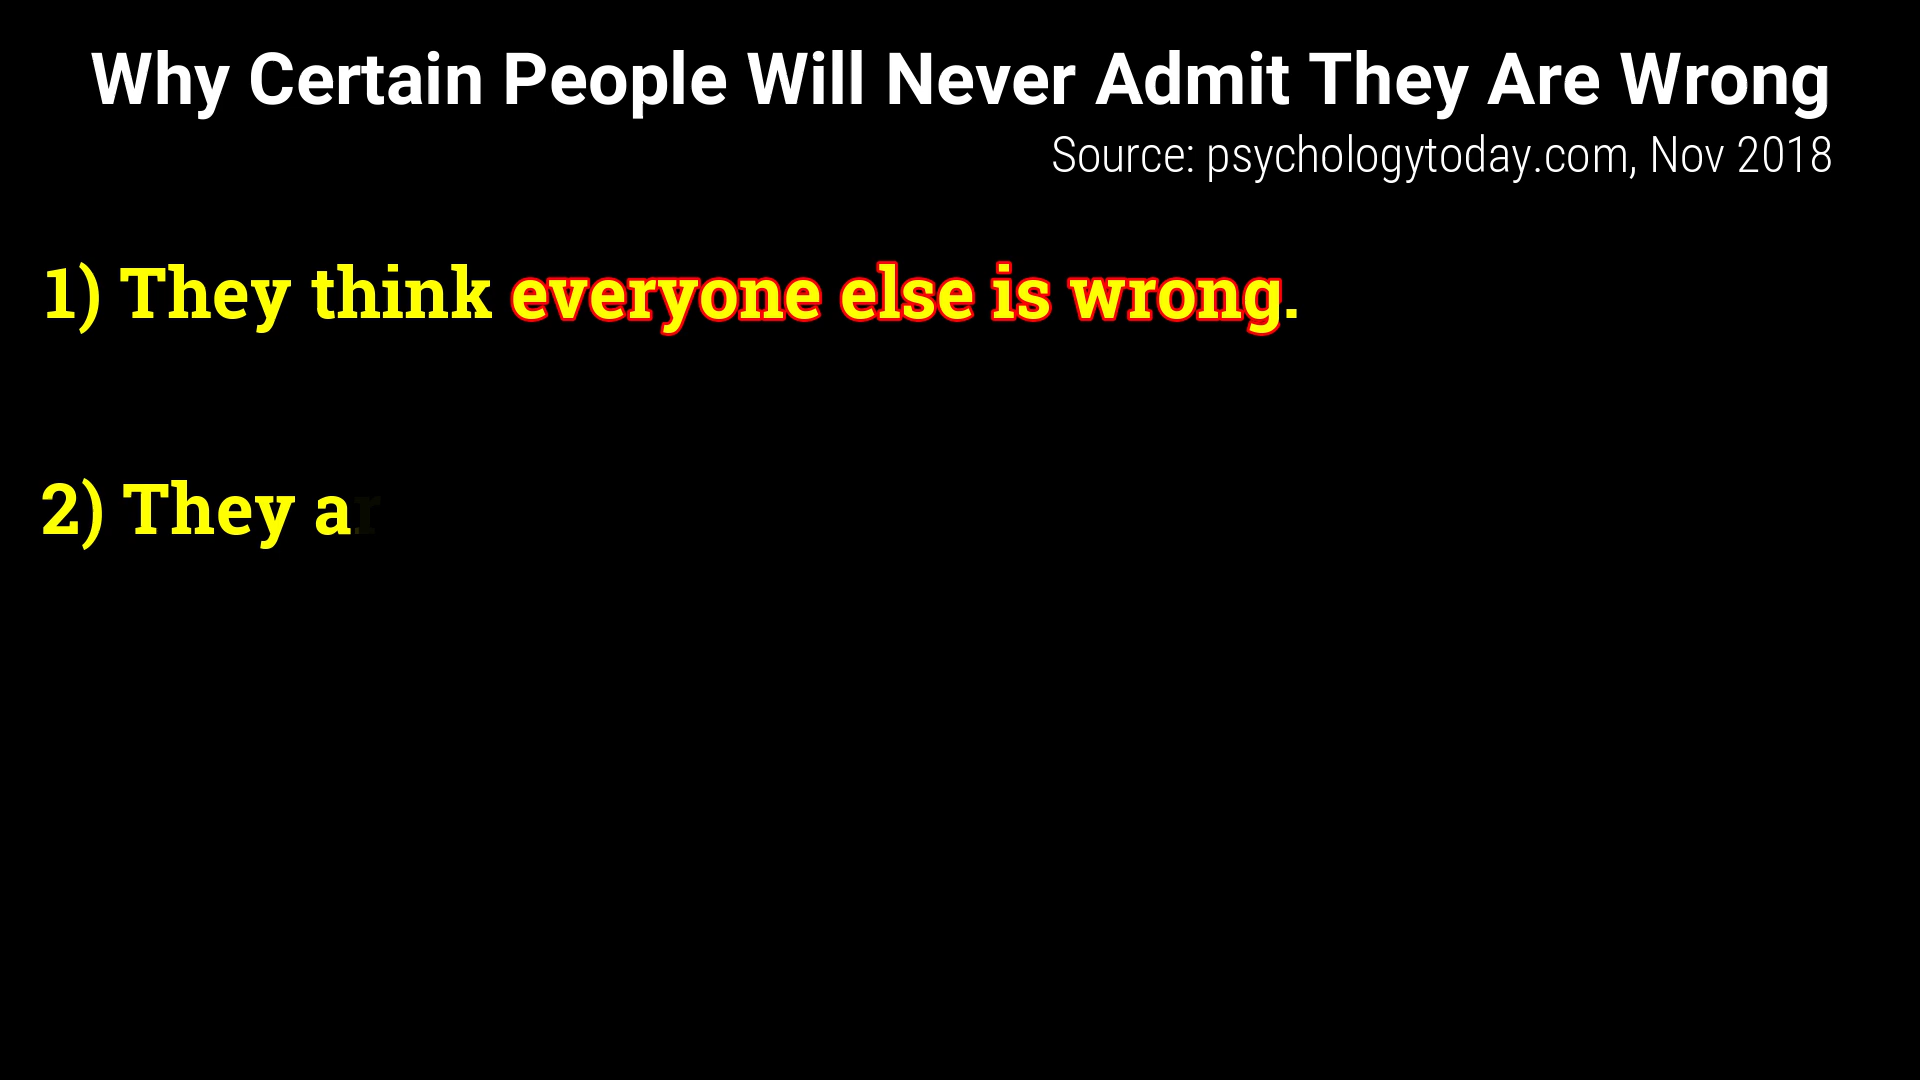 Why Certain People Will Never Admit They Are Wrong
Source: psychologytoday.com, Nov 2018
1) They think everyone else is wrong.
2) They ar